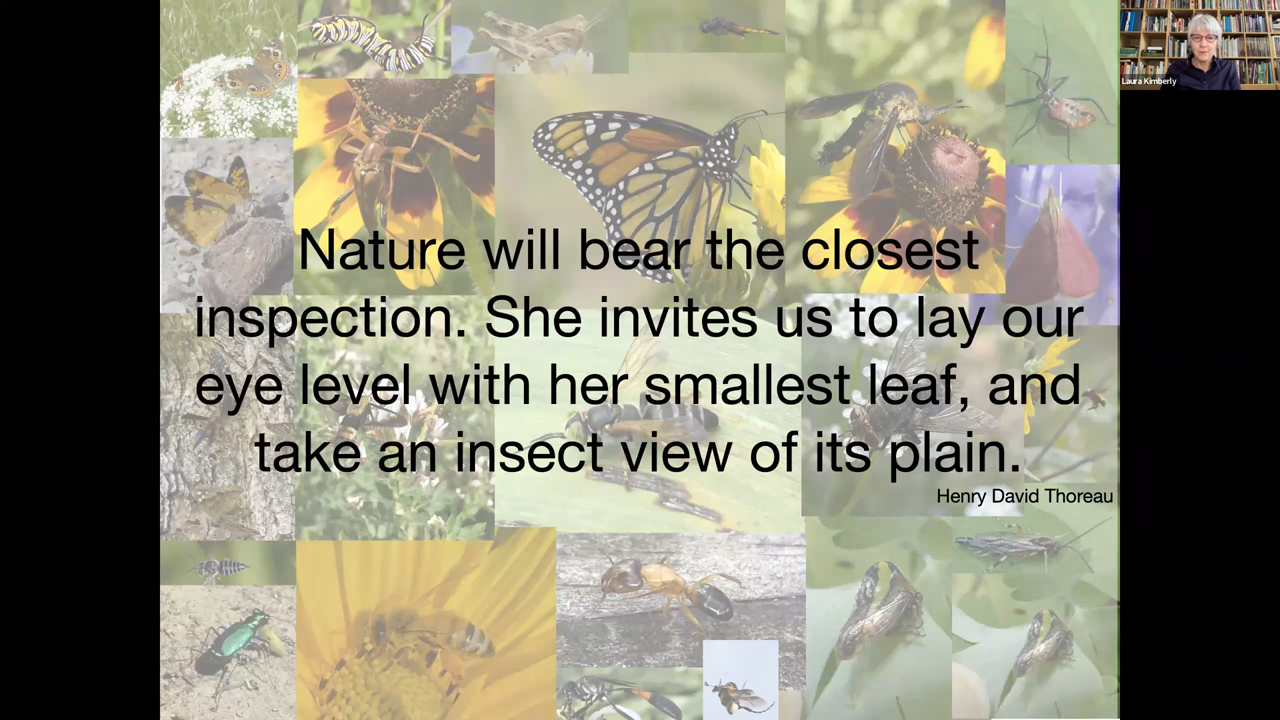 Laura Kimberly
Nature will bear the closest
inspection. She invites us to lay our
eye level with her smallest leaf, and
take an insect view of its plain.
Henry David Thoreau